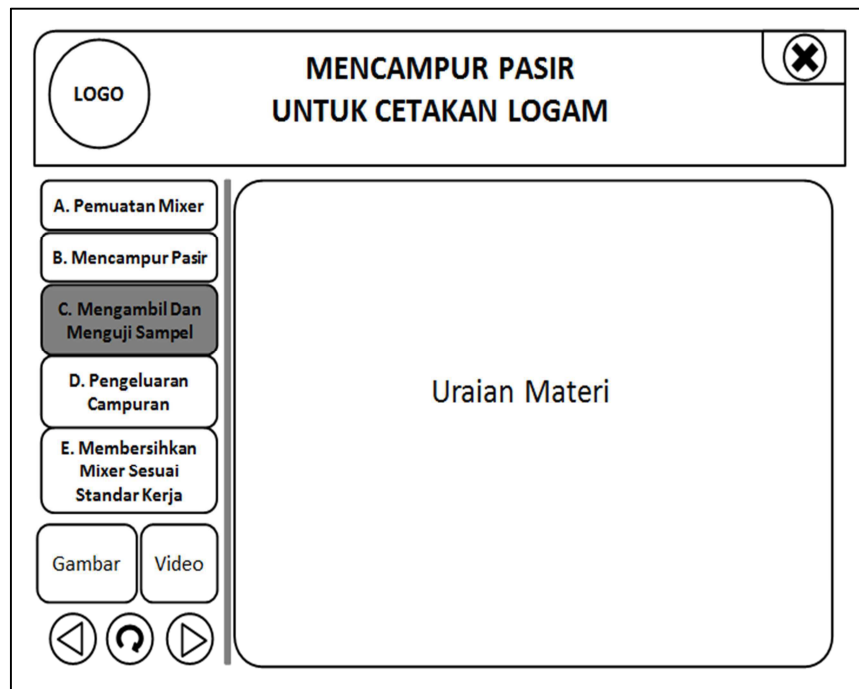 LOGO
MENCAMPUR PASIR
UNTUK CETAKAN LOGAM
A. Pemuatan Mixer
B. Mencampur Pasir
C. Mengambil Dan
Menguji Sampel
D. Pengeluaran
Campuran
E. Membersihkan
Mixer Sesuai
Standar Kerja
Gambar
Video
Uraian Materi